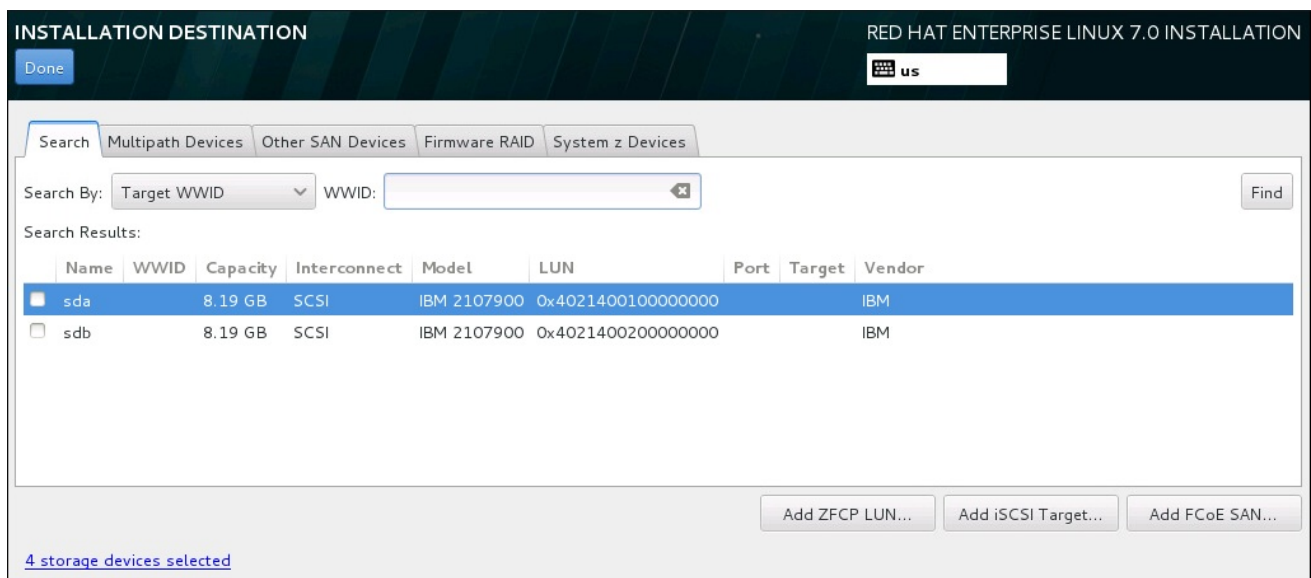 INSTALLATION DESTINATION
RED HAT ENTERPRISE LINUX 7.0 INSTALLATION
Done
us
Search Multipath Devices Other SAN Devices Firmware RAID System z Devices
Search By: Target WWID WWID: Find
Search Results:
Name WWID Capacity Interconnect Model LUN Port Target Vendor
sda 8.19 GB SCSI IBM 2107900 0x4021400100000000 IBM
sdb 8.19 GB SCSI IBM 2107900 0x4021400200000000 IBM
Add ZFCP LUN... Add iSCSI Target... Add FCoE SAN...
4 storage devices selected